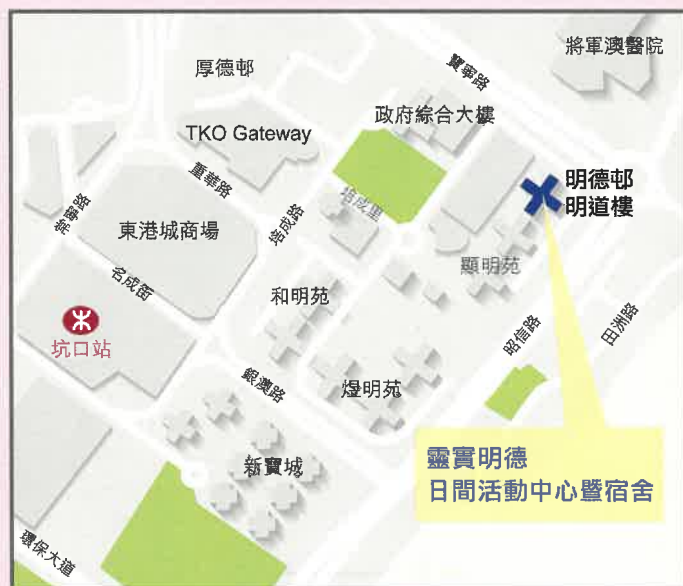 將軍澳醫院
厚德邨
寶寧路
政府綜合大樓
TKO Gateway
重華路
明德邨
明道樓
常寧路
培成里
培成路
東港城商場
顯明苑
名成街
和明苑
昭信路
田洲路
坑口站
銀澳路
煜明苑
靈實明德
日間活動中心暨宿舍
新寶城
環保大道